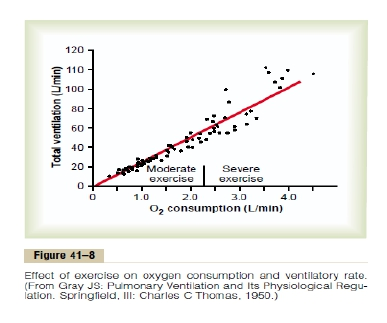 120
110
100
80
60
40
20
0
Total ventilation (L/min)
Moderate exercise
Severe exercise
0
1.0
2.0
3.0
4.0
O2 consumption (L/min)
Figure 41–8
Effect of exercise on oxygen consumption and ventilatory rate.
(From Gray JS: Pulmonary Ventilation and Its Physiological Regu-
lation. Springfield, Ill: Charles C Thomas, 1950.)